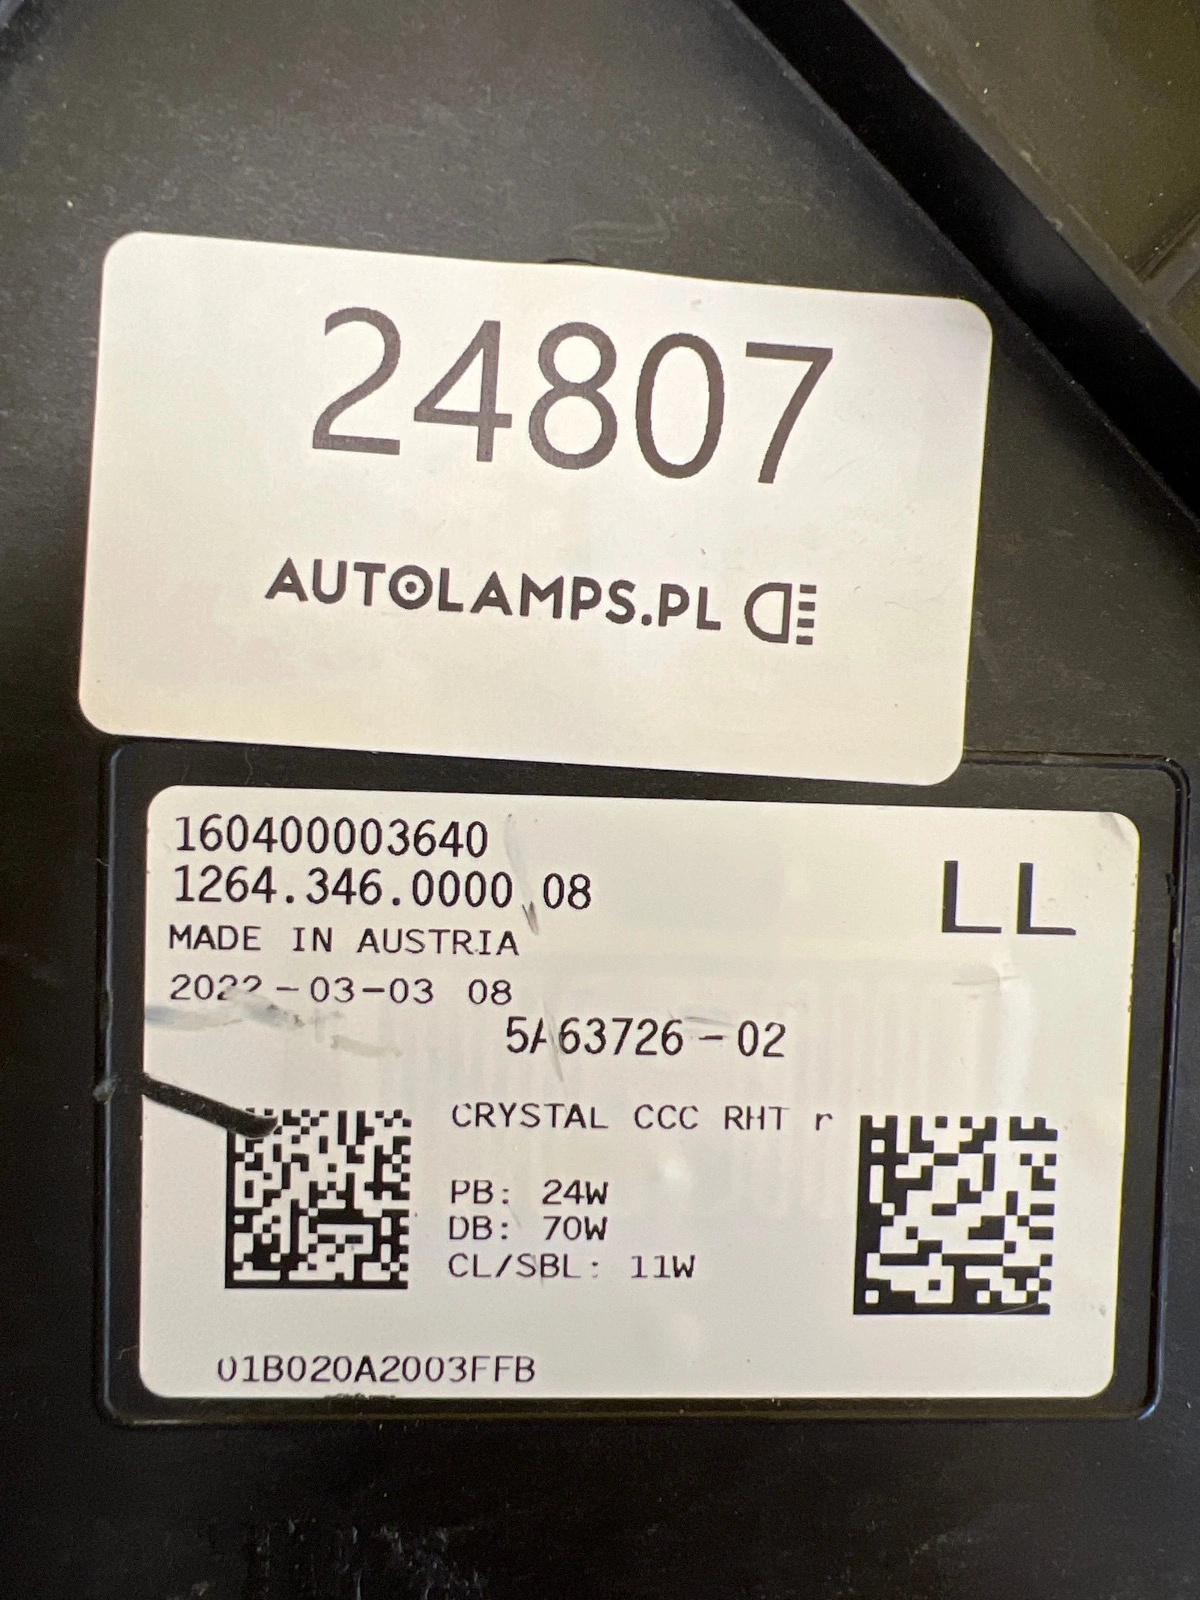 24807
AUTOLAMPS.PL
160400003640
1264.346.0000 08
LL
MADE IN AUSTRIA
2022-03-03 08
5A63726-02
CRYSTAL CCC RHT r
PB: 24W
DB: 70W
CL/SBL: 11W
01B020A2003FFB